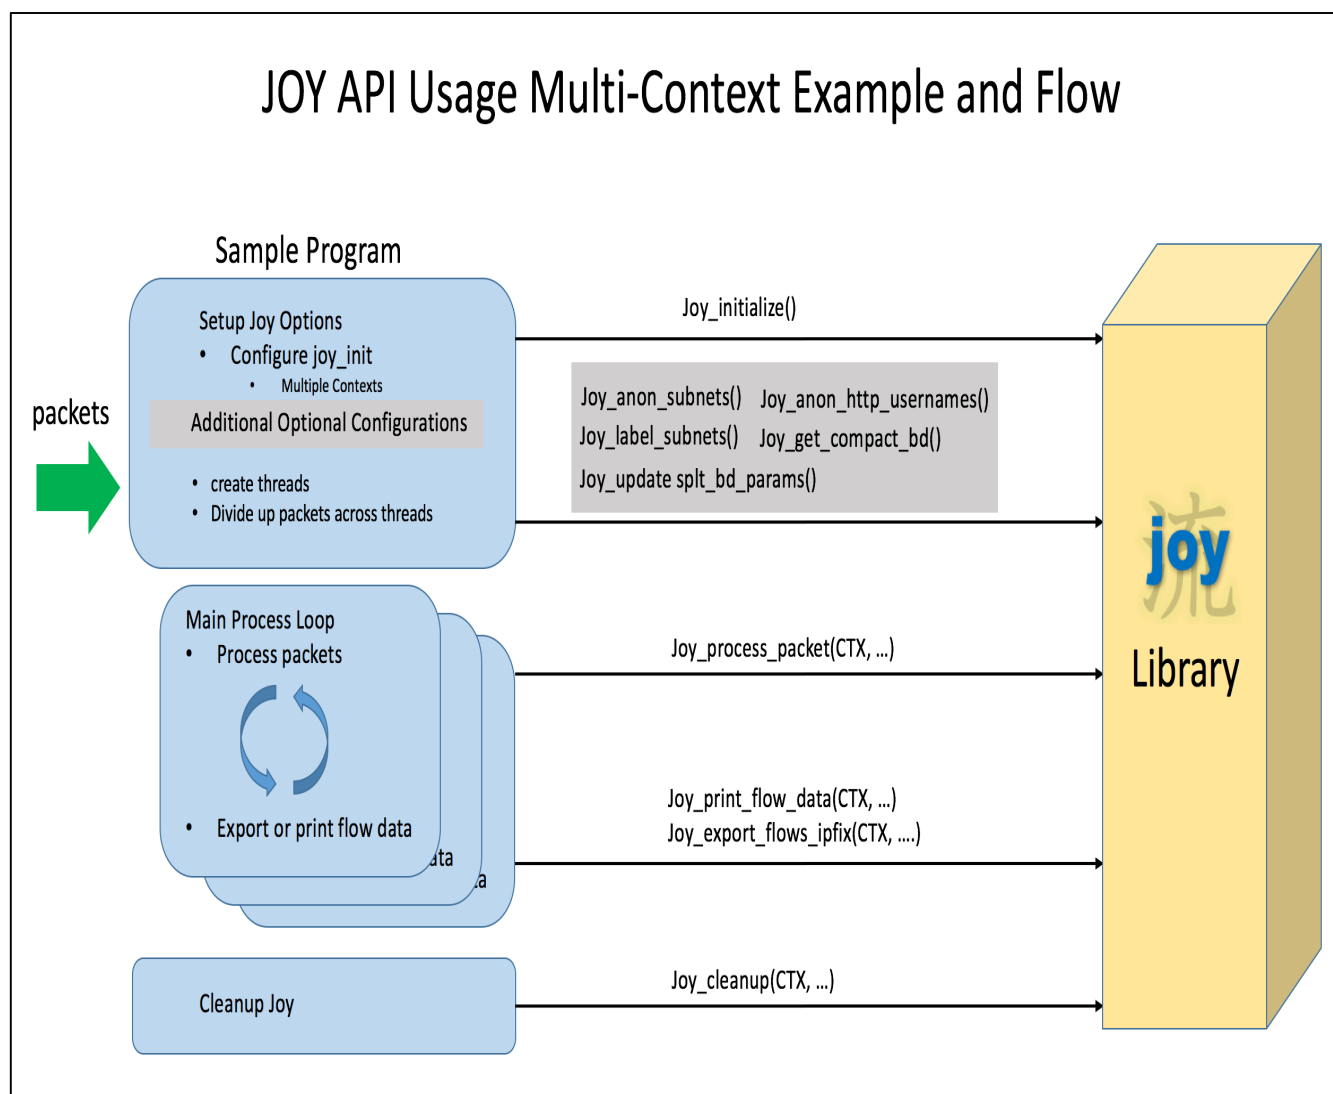 JOY API Usage Multi-Context Example and Flow
Sample Program
packets
Setup Joy Options
• Configure joy_init
• Multiple Contexts
Additional Optional Configurations
• create threads
• Divide up packets across threads
Joy_initialize()
Joy_anon_subnets() Joy_anon_http_usernames()
Joy_label_subnets() Joy_get_compact_bd()
Joy_update splt_bd_params()
Main Process Loop
• Process packets
• Export or print flow data
ata
ta
Joy_process_packet(CTX, ...)
Joy_print_flow_data(CTX, ...)
Joy_export_flows_ipfix(CTX, ....)
Cleanup Joy
Joy_cleanup(CTX, ...)
流
joy
Library